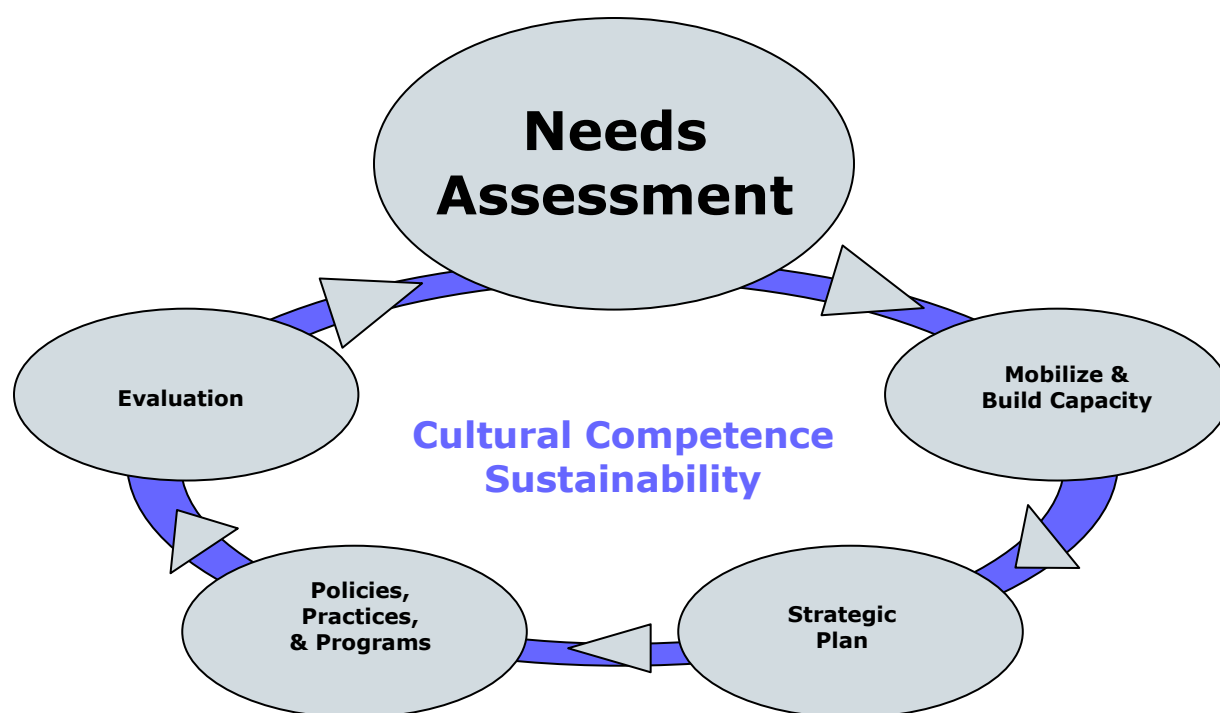 Needs
Assessment
Mobilize &
Build Capacity
Strategic
Plan
Policies,
Practices,
& Programs
Evaluation
Cultural Competence
Sustainability